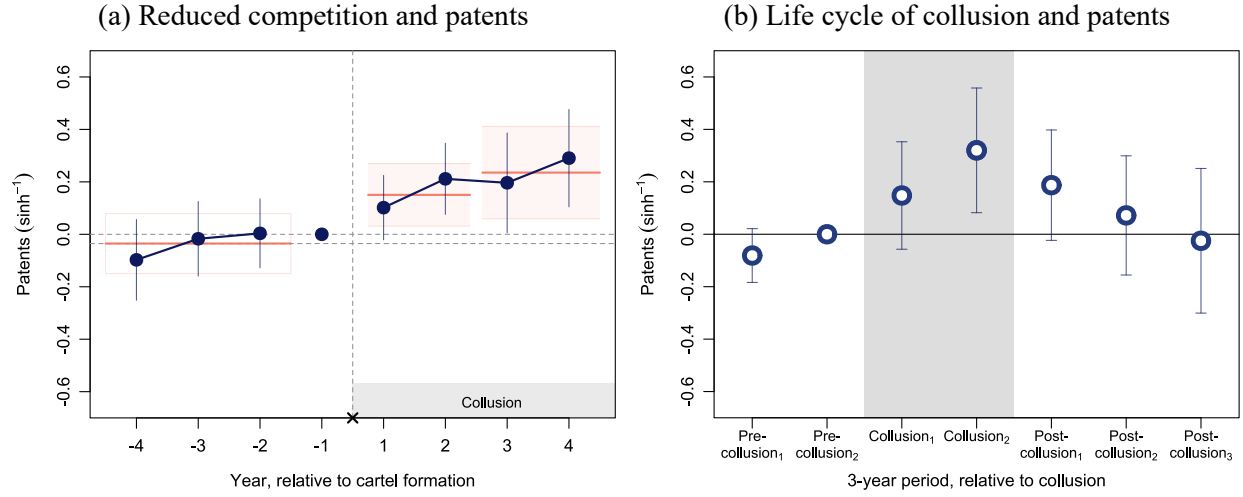 (a) Reduced competition and patents
0.6
0.4
0.2
0.0
-0.2
-0.4
-0.6
Patents (sinh⁻¹)
Collusion
-4 -3 -2 -1 1 2 3 4
Year, relative to cartel formation
(b) Life cycle of collusion and patents
0.6
0.4
0.2
0.0
-0.2
-0.4
-0.6
Patents (sinh⁻¹)
Pre- Pre- Collusion₁ Collusion₂ Post- Post- Post-
collusion₁ collusion₂ collusion₁ collusion₂ collusion₃
3-year period, relative to collusion